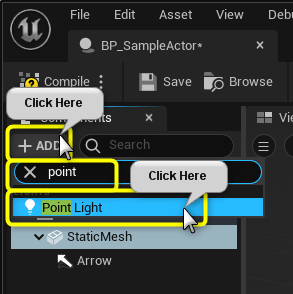 File Edit Asset View D
BP_SampleActor*
Compile Save Browse
Click Here
Components Vie
+ ADD Search
point
Click Here
Point Light
StaticMesh
Arrow